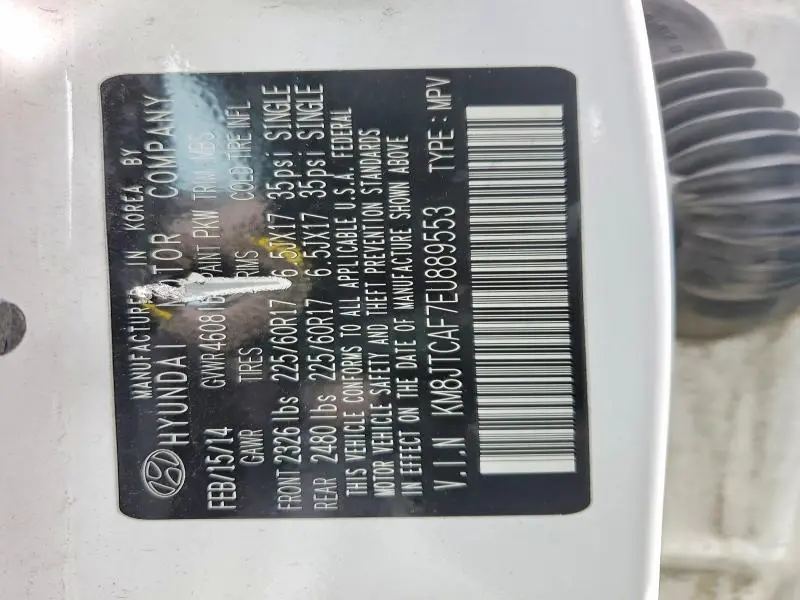 MANUFACTURED IN KOREA BY
HYUNDAI MOTOR COMPANY
FEB/15/14 GVWR 4608 lbs PAINT PKW TRIM NBS
GAWR TIRES RIMS COLD TIRE INFL
FRONT 2326 lbs 225/60R17 6.5JX17 35psi SINGLE
REAR 2480 lbs 225/60R17 6.5JX17 35psi SINGLE
THIS VEHICLE CONFORMS TO ALL APPLICABLE U.S.A. FEDERAL
MOTOR VEHICLE SAFETY AND THEFT PREVENTION STANDARDS
IN EFFECT ON THE DATE OF MANUFACTURE SHOWN ABOVE
V.I.N KM8JTCAF7EU889553 TYPE : MPV